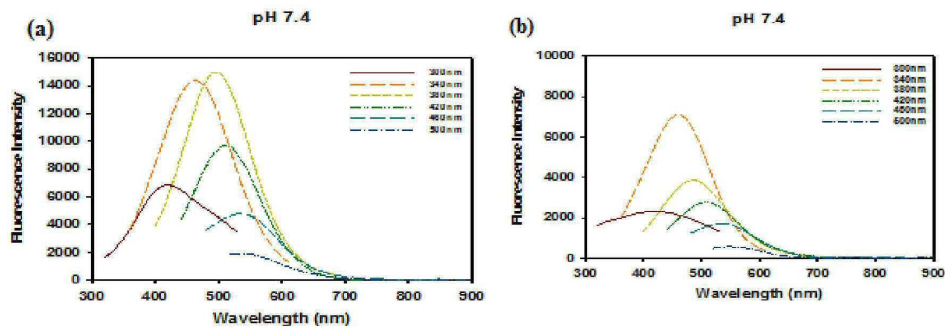 (a)
pH 7.4
Fluorescence Intensity
16000
14000
12000
10000
8000
6000
4000
2000
0
300nm
340nm
380nm
420nm
460nm
500nm
300 400 500 600 700 800 900
Wavelength (nm)
(b)
pH 7.4
Fluorescence Intensity
10000
8000
6000
4000
2000
0
300nm
340nm
380nm
420nm
460nm
500nm
300 400 500 600 700 800 900
Wavelength (nm)